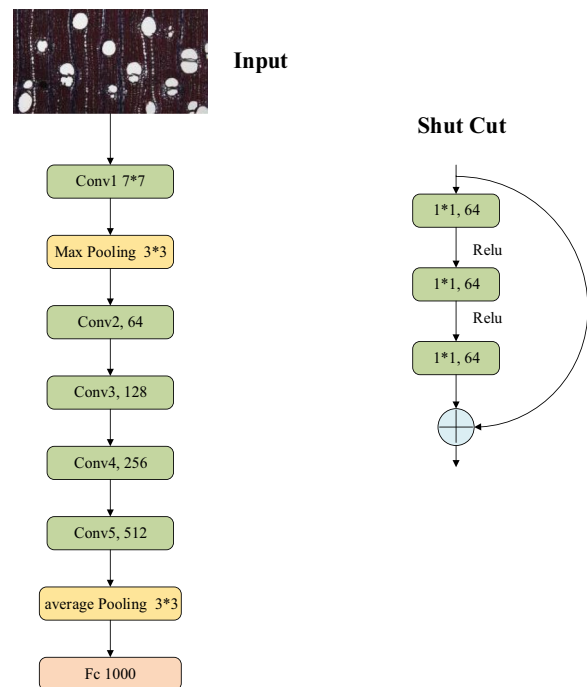 Input
Conv1 7*7
Max Pooling 3*3
Conv2, 64
Conv3, 128
Conv4, 256
Conv5, 512
average Pooling 3*3
Fc 1000
Shut Cut
1*1, 64
Relu
1*1, 64
Relu
1*1, 64